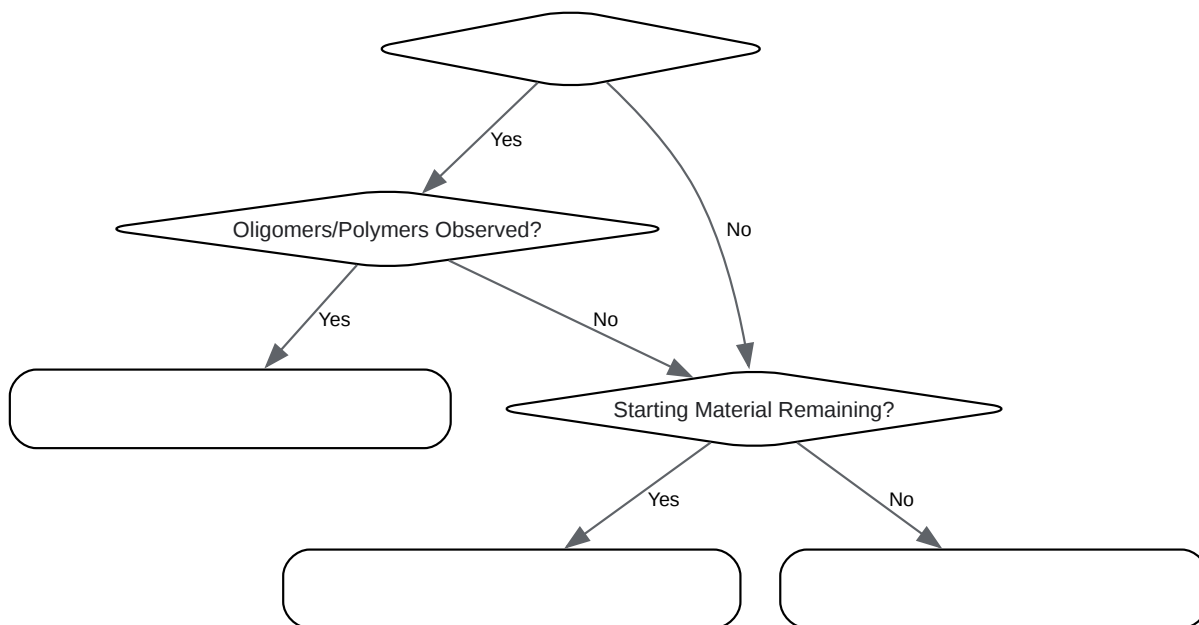 Yes
Oligomers/Polymers Observed?
No
Yes
No
Starting Material Remaining?
Yes
No